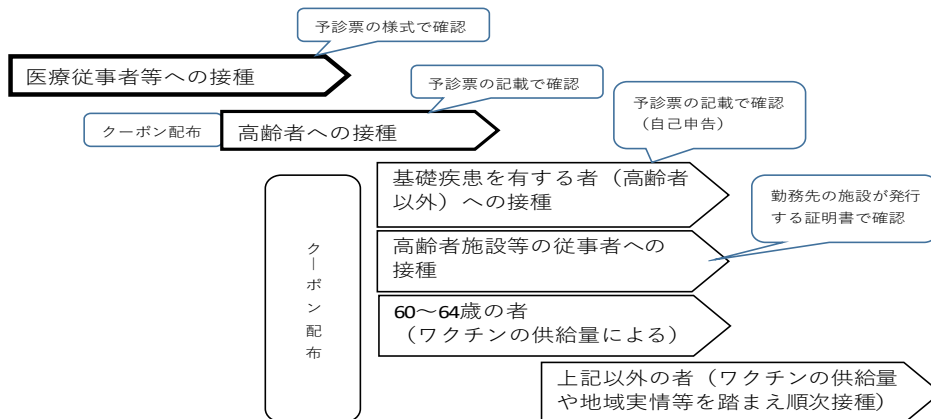 予診票の様式で確認
医療従事者等への接種
予診票の記載で確認
クーポン配布
高齢者への接種
予診票の記載で確認
（自己申告）
基礎疾患を有する者（高齢者
以外）への接種
勤務先の施設が発行
する証明書で確認
クーポン配布
高齢者施設等の従事者への
接種
60～64歳の者
（ワクチンの供給量による）
上記以外の者（ワクチンの供給量
や地域実情等を踏まえ順次接種）